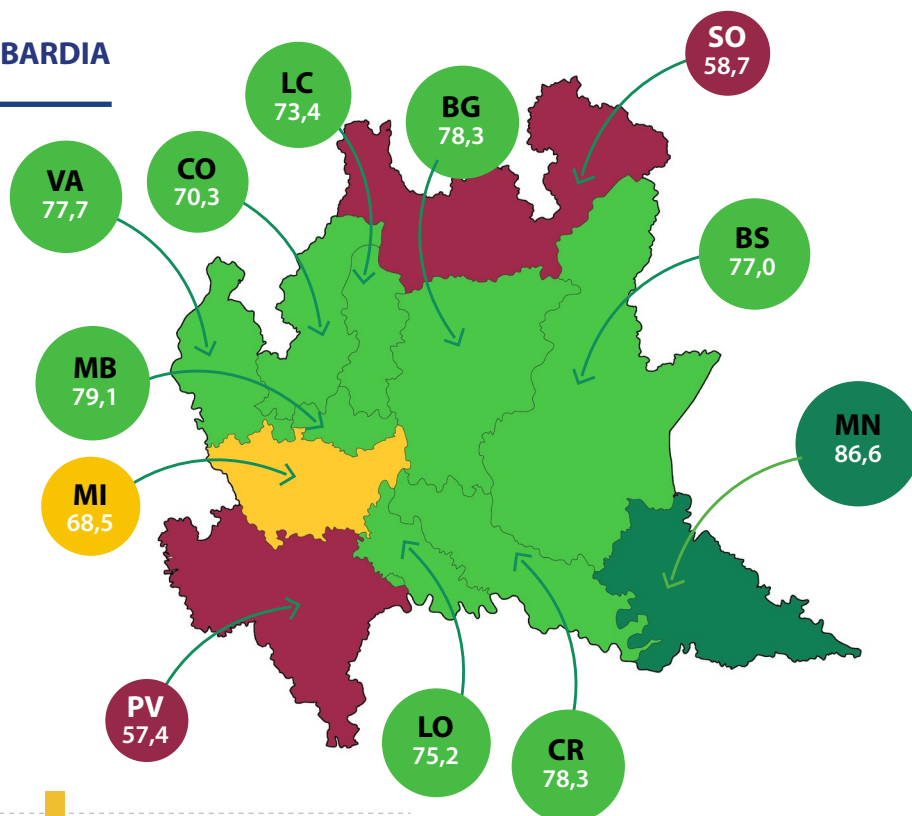 BARDIA
SO
58,7
LC
73,4
BG
78,3
CO
70,3
VA
77,7
BS
77,0
MB
79,1
MN
86,6
MI
68,5
PV
57,4
LO
75,2
CR
78,3